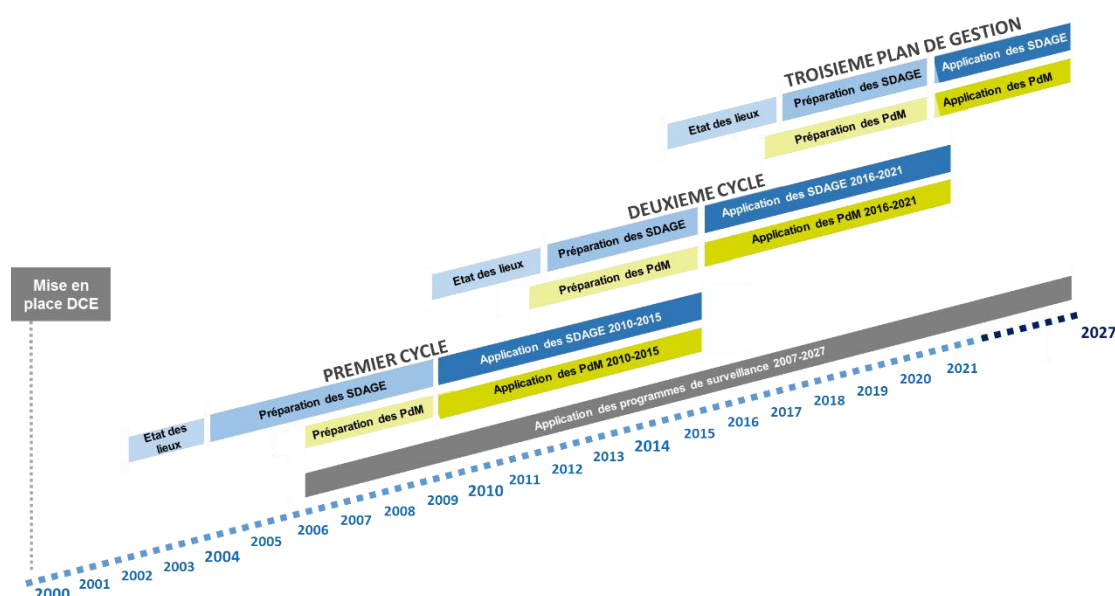 TROISIEME PLAN DE GESTION
Etat des lieux
Préparation des SDAGE
Application des SDAGE
Préparation des PdM
Application des PdM
DEUXIEME CYCLE
Etat des lieux
Préparation des SDAGE
Application des SDAGE 2016-2021
Préparation des PdM
Application des PdM 2016-2021
Mise en
place DCE
PREMIER CYCLE
Etat des
lieux
Préparation des SDAGE
Application des SDAGE 2010-2015
Préparation des PdM
Application des PdM 2010-2015
Application des programmes de surveillance 2007-2027
2000
2001
2002
2003
2004
2005
2006
2007
2008
2009
2010
2011
2012
2013
2014
2015
2016
2017
2018
2019
2020
2021
2027